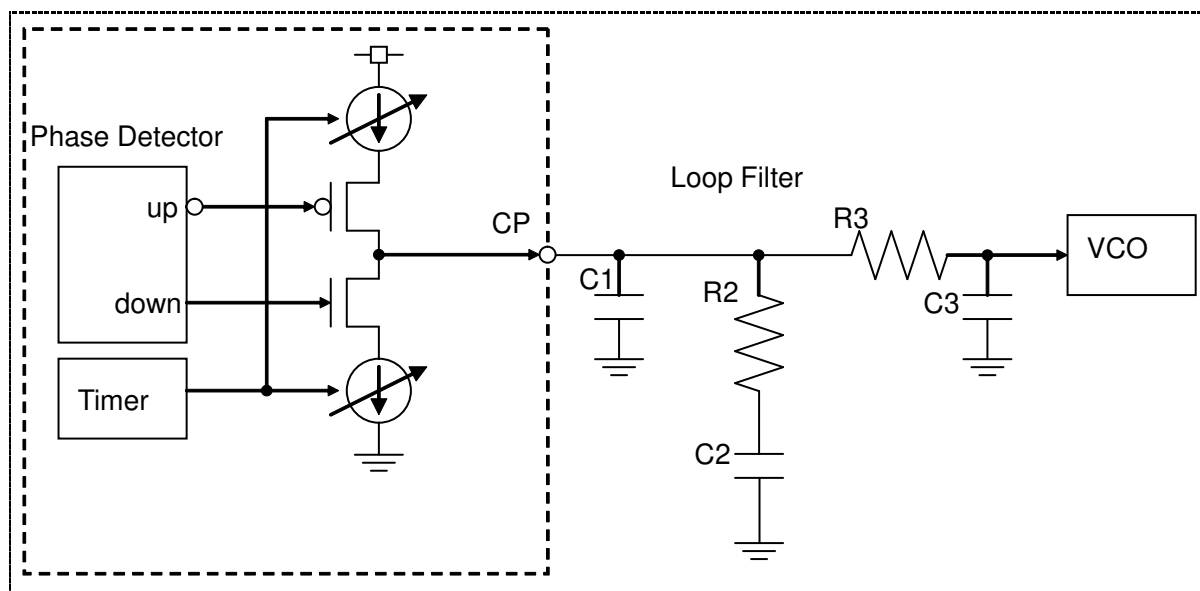 Phase Detector
up
down
Timer
CP
Loop Filter
C1
R2
C2
R3
C3
VCO